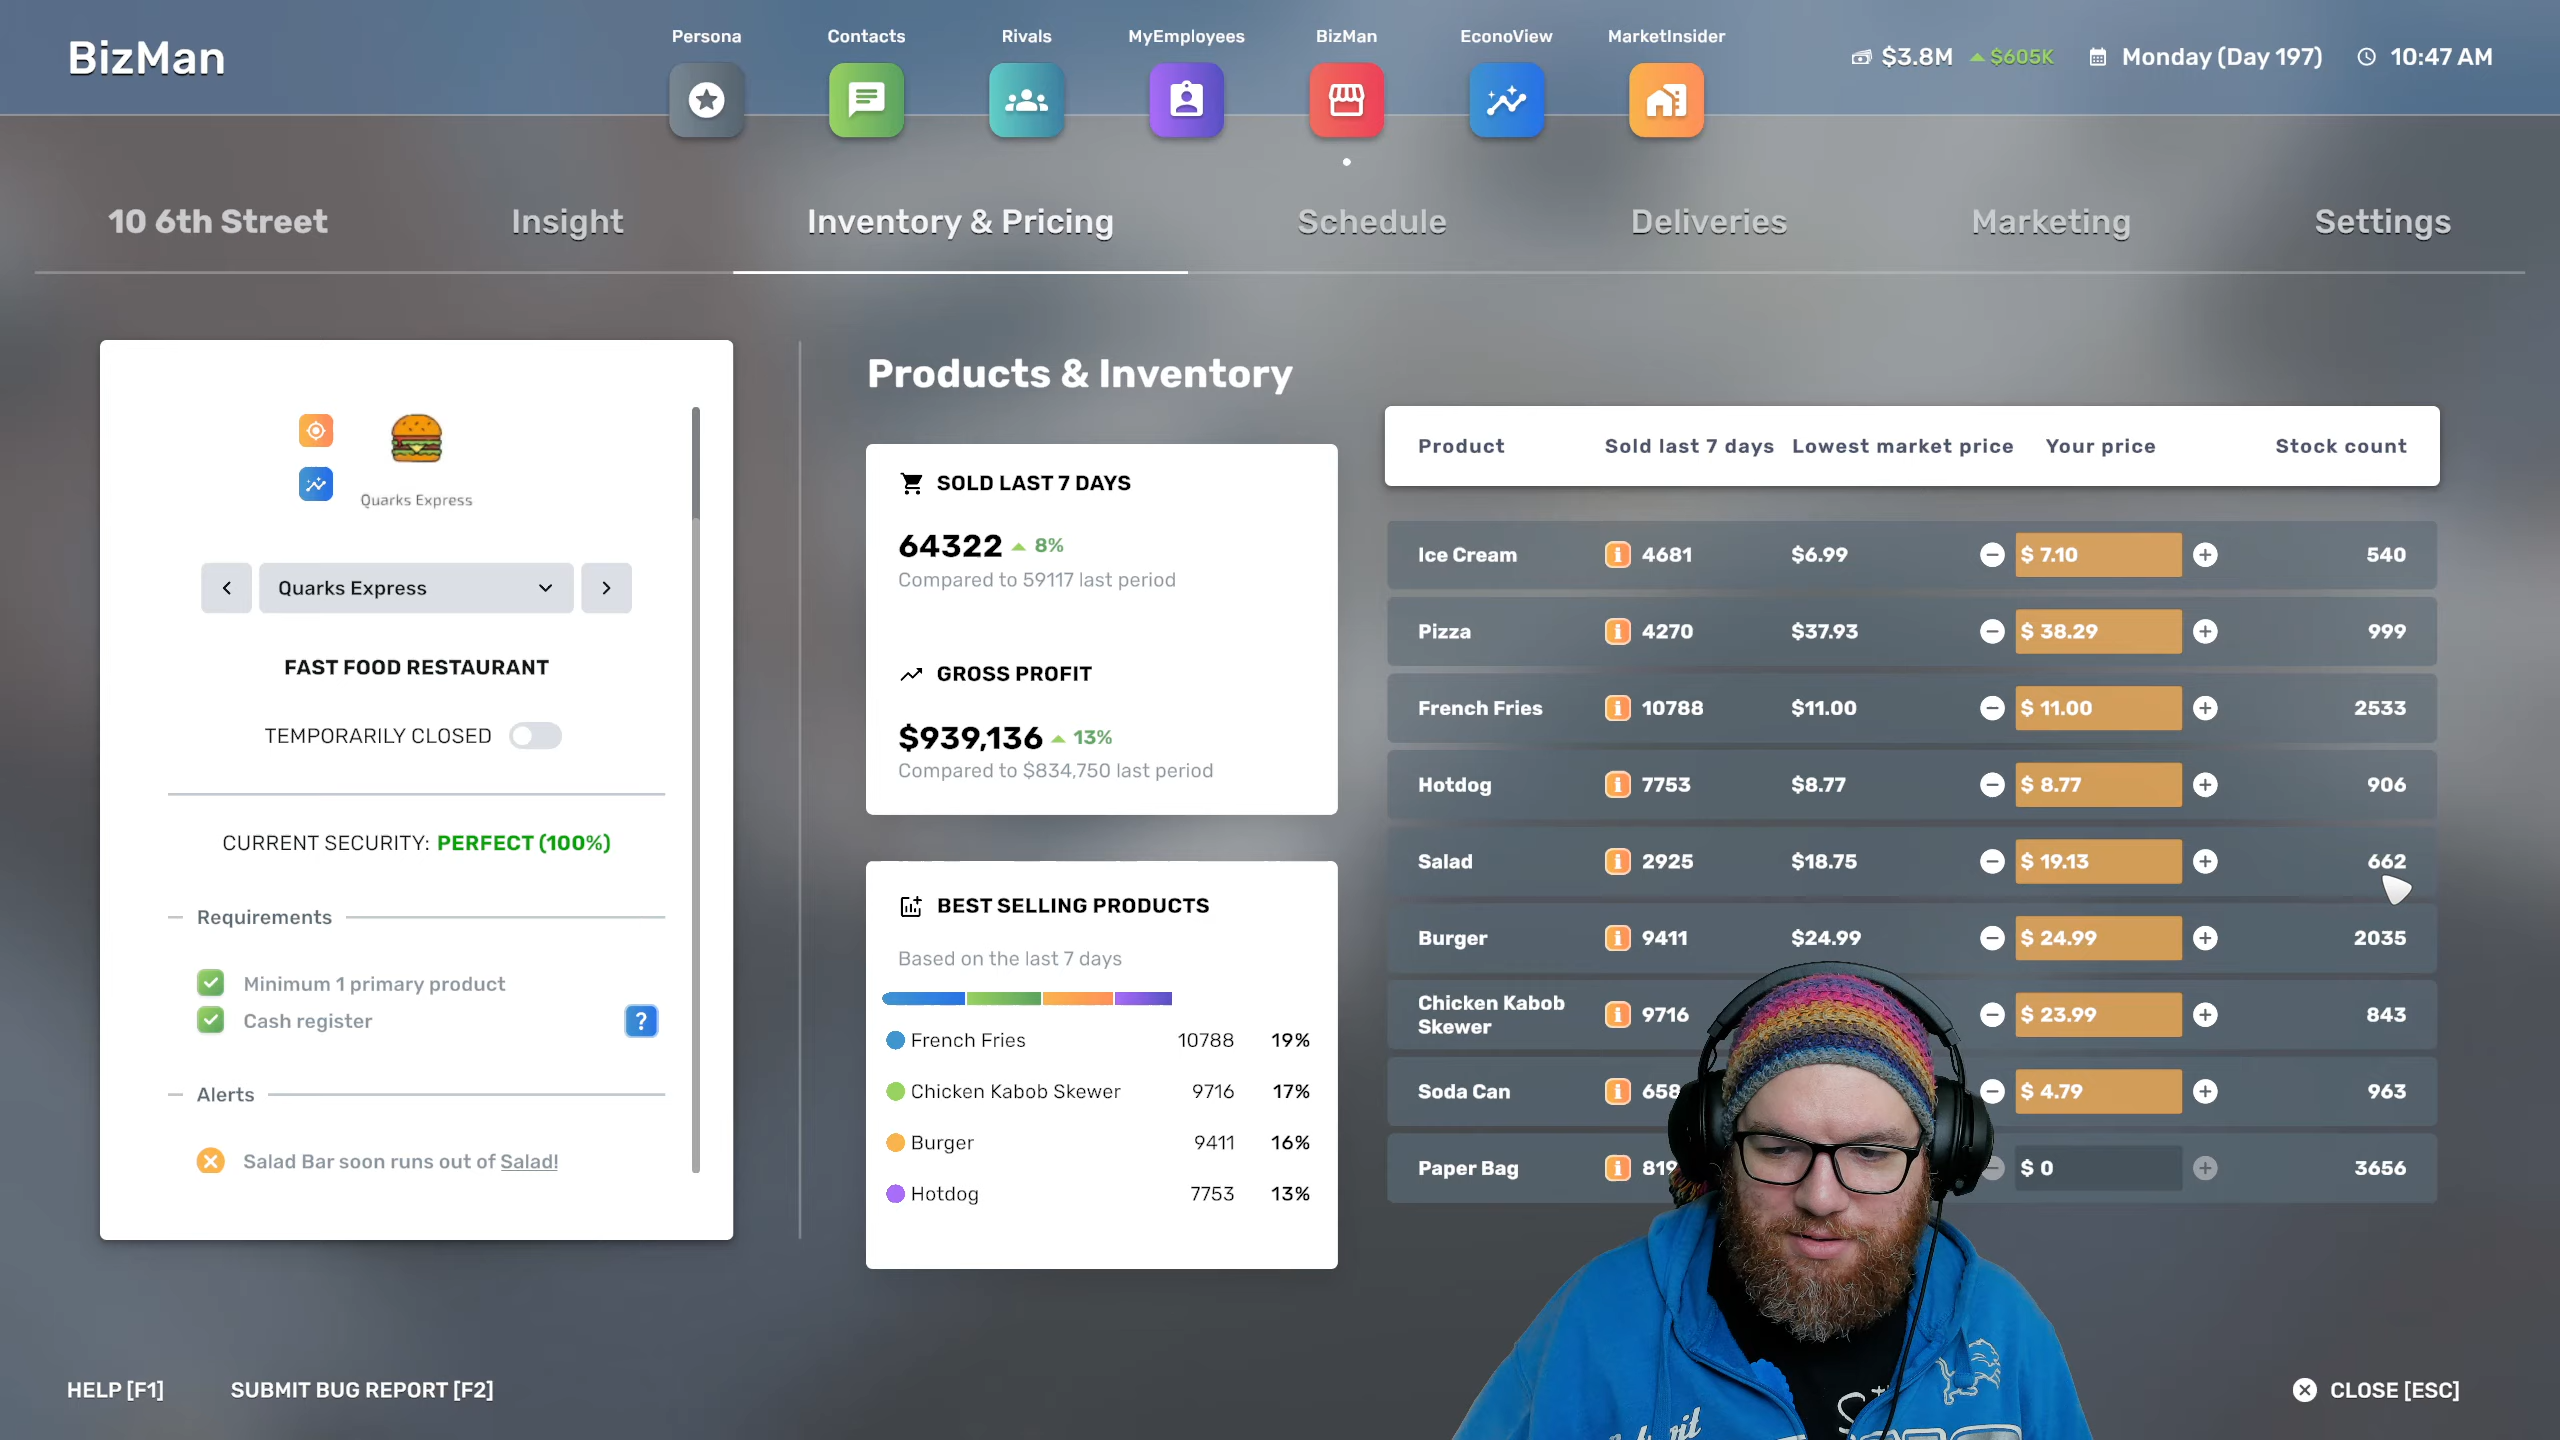 BizMan
Persona
Contacts
Rivals
MyEmployees
BizMan
EconoView
MarketInsider
$3.8M $605K Monday (Day 197) 10:47 AM
10 6th Street
Insight
Inventory & Pricing
Schedule
Deliveries
Marketing
Settings
Quarks Express
Quarks Express
FAST FOOD RESTAURANT
TEMPORARILY CLOSED
CURRENT SECURITY: PERFECT (100%)
Requirements
Minimum 1 primary product
Cash register
?
Alerts
Salad Bar soon runs out of Salad!
Products & Inventory
SOLD LAST 7 DAYS
64322 8%
Compared to 59117 last period
GROSS PROFIT
$939,136 13%
Compared to $834,750 last period
BEST SELLING PRODUCTS
Based on the last 7 days
French Fries 10788 19%
Chicken Kabob Skewer 9716 17%
Burger 9411 16%
Hotdog 7753 13%
Product Sold last 7 days Lowest market price Your price Stock count
Ice Cream i 4681 $6.99 $ 7.10 540
Pizza i 4270 $37.93 $ 38.29 999
French Fries i 10788 $11.00 $ 11.00 2533
Hotdog i 7753 $8.77 $ 8.77 906
Salad i 2925 $18.75 $ 19.13 662
Burger i 9411 $24.99 $ 24.99 2035
Chicken Kabob
Skewer i 9716 $ 23.99 843
Soda Can i 658 $ 4.79 963
Paper Bag i 819 $ 0 3656
HELP [F1]
SUBMIT BUG REPORT [F2]
CLOSE [ESC]